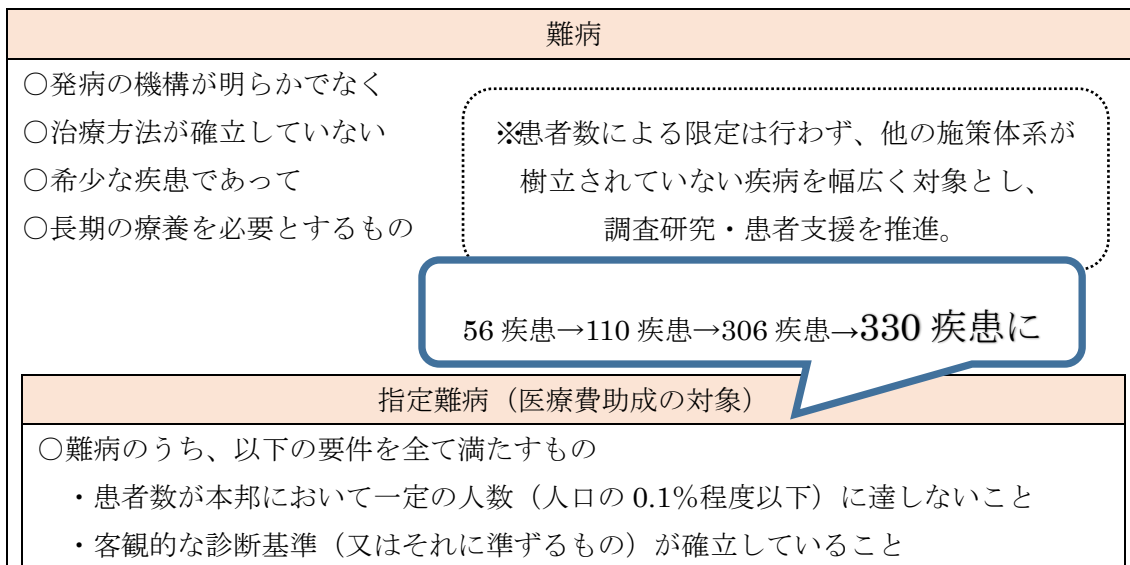 難病
○発病の機構が明らかでなく
○治療方法が確立していない
○希少な疾患であって
○長期の療養を必要とするもの
※患者数による限定は行わず、他の施策体系が
樹立されていない疾病を幅広く対象とし、
調査研究・患者支援を推進。
56 疾患→110 疾患→306 疾患→330 疾患に
指定難病（医療費助成の対象）
○難病のうち、以下の要件を全て満たすもの
・患者数が本邦において一定の人数（人口の 0.1％程度以下）に達しないこと
・客観的な診断基準（又はそれに準ずるもの）が確立していること